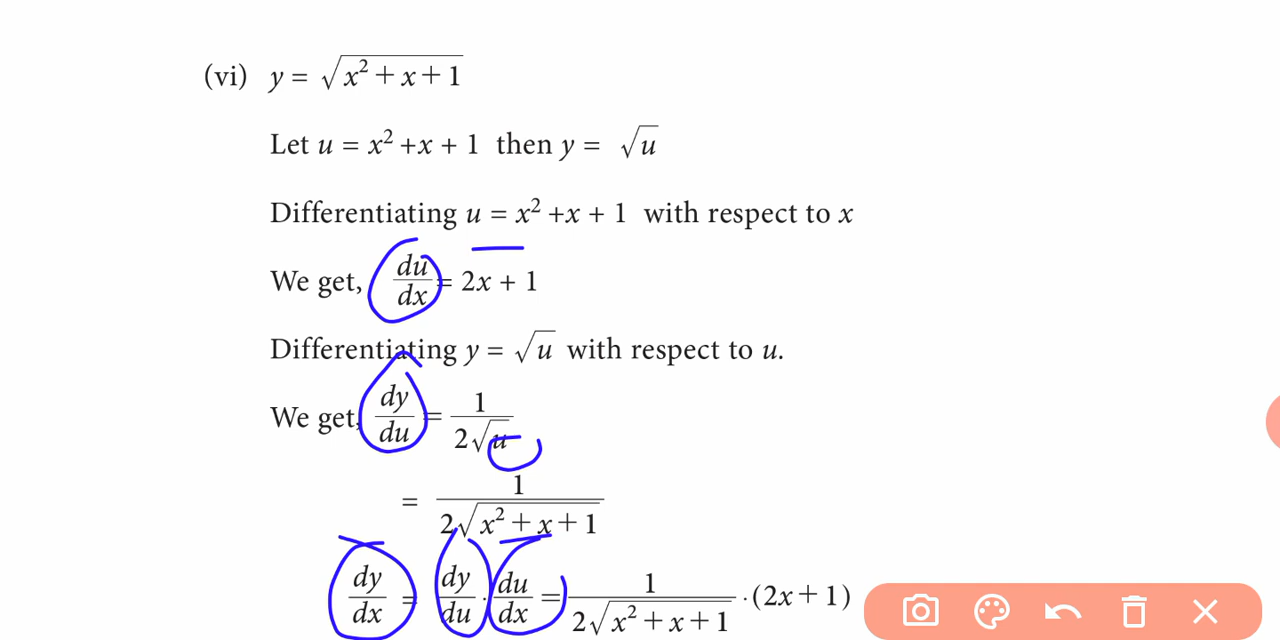 (vi) y = √(x² + x + 1)
Let u = x² +x + 1 then y = √u
Differentiating u = x² +x + 1 with respect to x
We get, du/dx = 2x + 1
Differentiating y = √u with respect to u.
We get, dy/du = 1/(2√u)
= 1/(2√(x² + x + 1))
dy/dx = dy/du · du/dx = 1/(2√(x² + x + 1)) · (2x + 1)